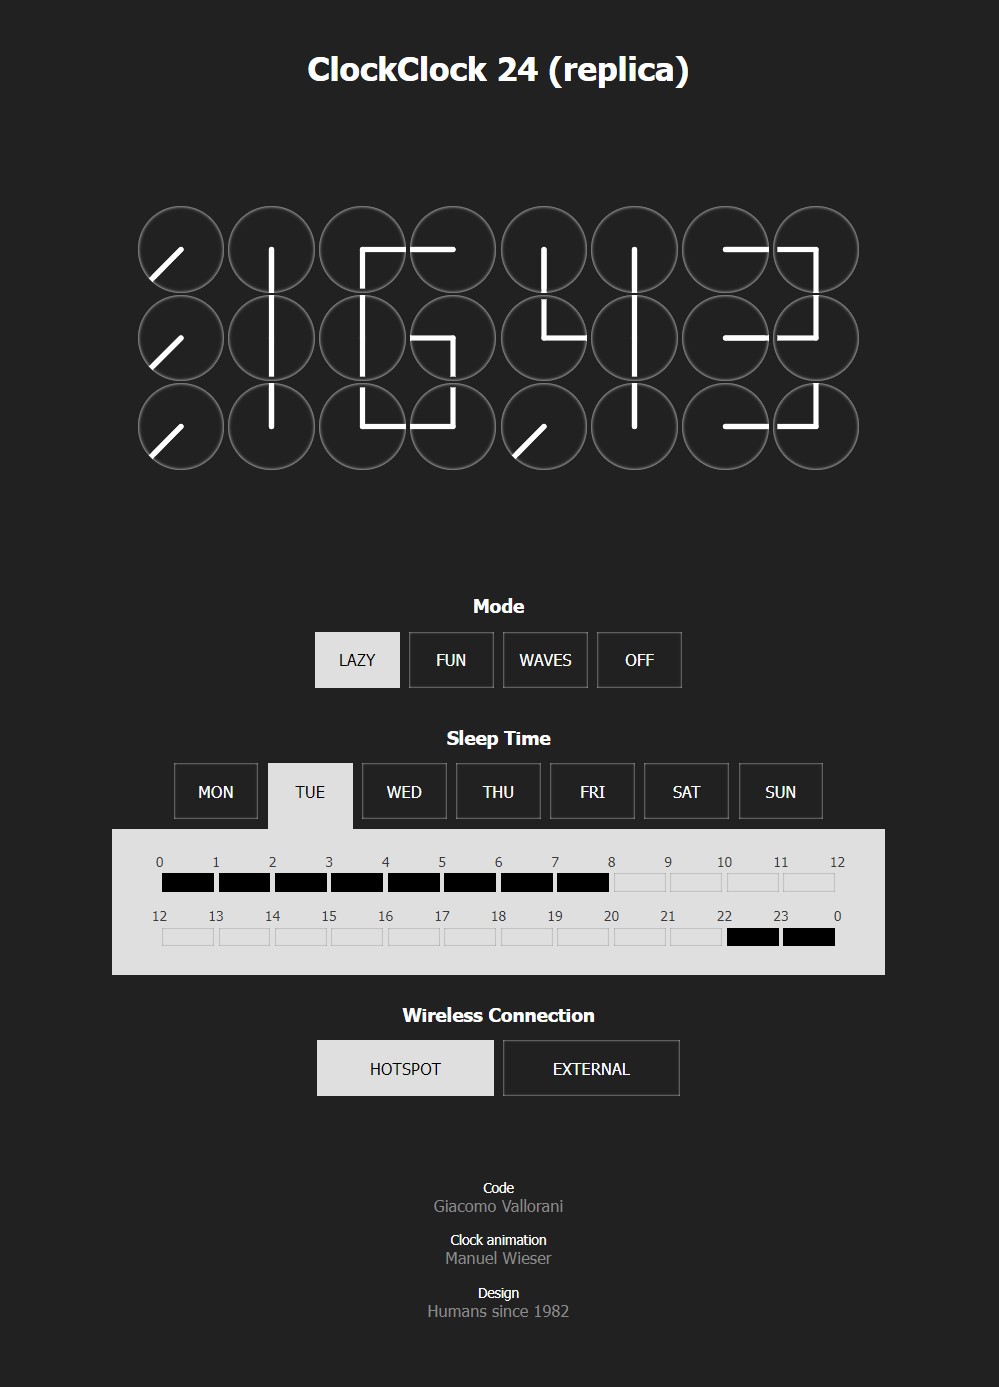 ClockClock 24 (replica)
Mode
LAZY FUN WAVES OFF
Sleep Time
MON TUE WED THU FRI SAT SUN
0 1 2 3 4 5 6 7 8 9 10 11 12
12 13 14 15 16 17 18 19 20 21 22 23 0
Wireless Connection
HOTSPOT EXTERNAL
Code
Giacomo Vallorani
Clock animation
Manuel Wieser
Design
Humans since 1982